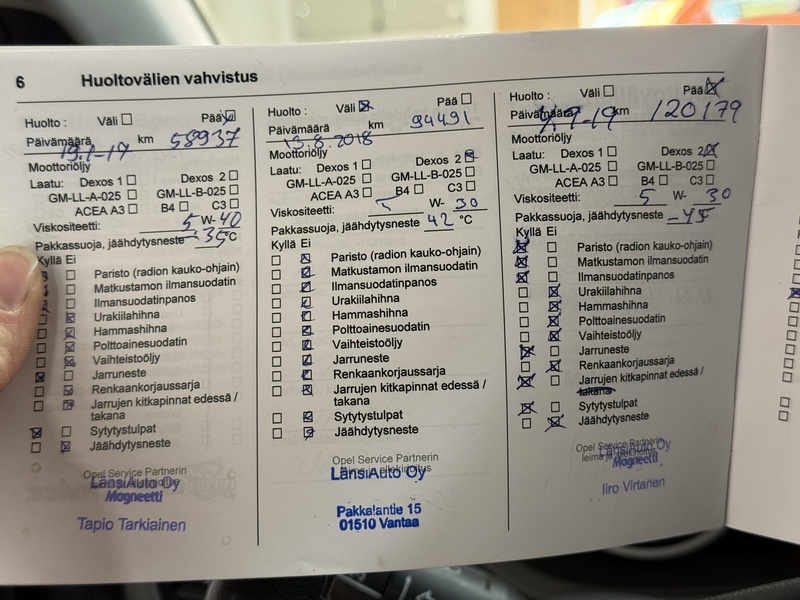 6 Huoltovälien vahvistus
Huolto : Väli Pää
Päivämäärä km 58937
Moottoriöljy
Laatu: Dexos 1 Dexos 2
GM-LL-A-025 GM-LL-B-025
ACEA A3 B4 C3
Viskositeetti: 5 W- 40
Pakkassuoja, jäähdytysneste -35 °C
Kyllä Ei
Paristo (radion kauko-ohjain)
Matkustamon ilmansuodatin
Ilmansuodatinpanos
Urakiilahihna
Hammashihna
Polttoainesuodatin
Vaihteistoöljy
Jarruneste
Renkaankorjaussarja
Jarrujen kitkapinnat edessä /
takana
Sytytystulpat
Jäähdytysneste
Opel Service Partnerin
LänsiAuto Oy
Magneetti
Tapio Tarkiainen
Huolto : Väli Pää
Päivämäärä km 94491
13.8.2018
Moottoriöljy
Laatu: Dexos 1 Dexos 2
GM-LL-A-025 GM-LL-B-025
ACEA A3 B4 C3
Viskositeetti: 5 W- 30
Pakkassuoja, jäähdytysneste 42 °C
Kyllä Ei
Paristo (radion kauko-ohjain)
Matkustamon ilmansuodatin
Ilmansuodatinpanos
Urakiilahihna
Hammashihna
Polttoainesuodatin
Vaihteistoöljy
Jarruneste
Renkaankorjaussarja
Jarrujen kitkapinnat edessä /
takana
Sytytystulpat
Jäähdytysneste
Opel Service Partnerin
LänsiAuto Oy
Pakkalantie 15
01510 Vantaa
Huolto : Väli Pää
Päivämäärä km 120179
Moottoriöljy
Laatu: Dexos 1 Dexos 2
GM-LL-A-025 GM-LL-B-025
ACEA A3 B4 C3
Viskositeetti: 5 W- 30
Pakkassuoja, jäähdytysneste
Kyllä Ei
Paristo (radion kauko-ohjain)
Matkustamon ilmansuodatin
Ilmansuodatinpanos
Urakiilahihna
Hammashihna
Polttoainesuodatin
Vaihteistoöljy
Jarruneste
Renkaankorjaussarja
Jarrujen kitkapinnat edessä /
takana
Sytytystulpat
Jäähdytysneste
Opel Service Partnerin
LänsiAuto Oy
Magneetti
Iiro Virtanen